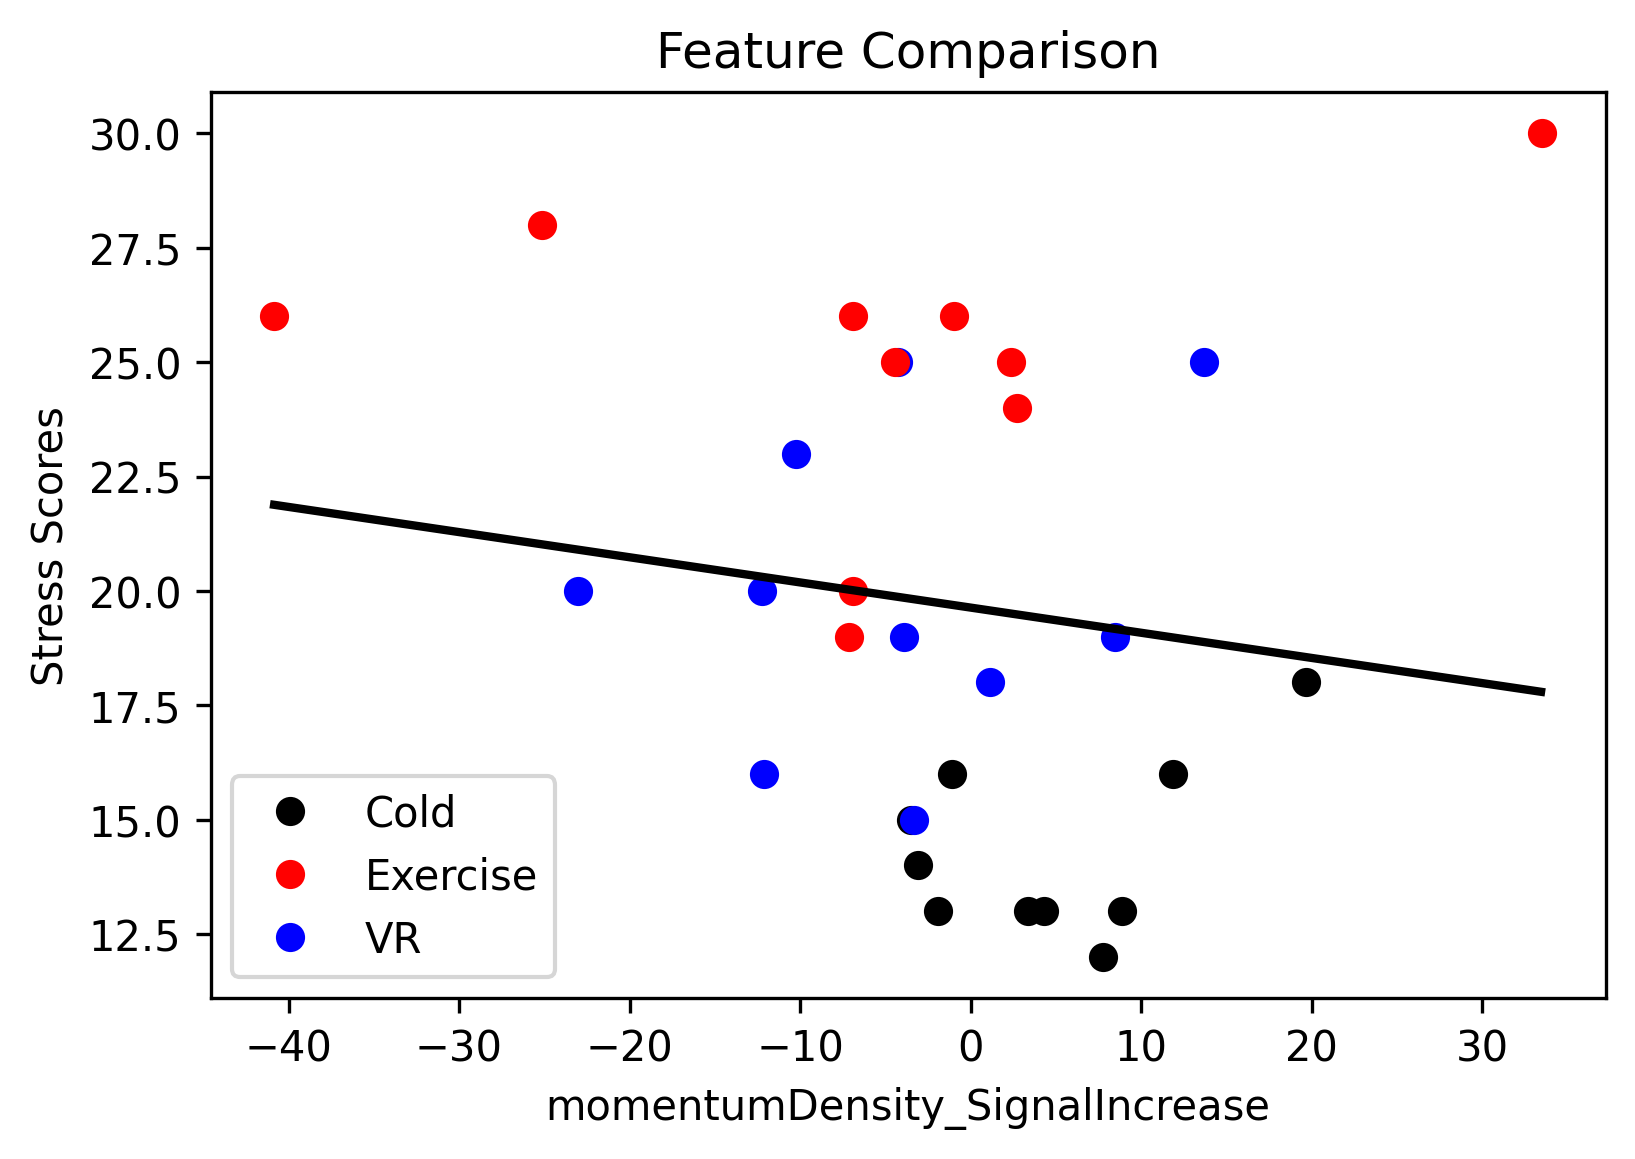 Feature Comparison
30.0
27.5
25.0
22.5
20.0
17.5
15.0
12.5
Stress Scores
Cold
Exercise
VR
−40 −30 −20 −10 0 10 20 30
momentumDensity_SignalIncrease